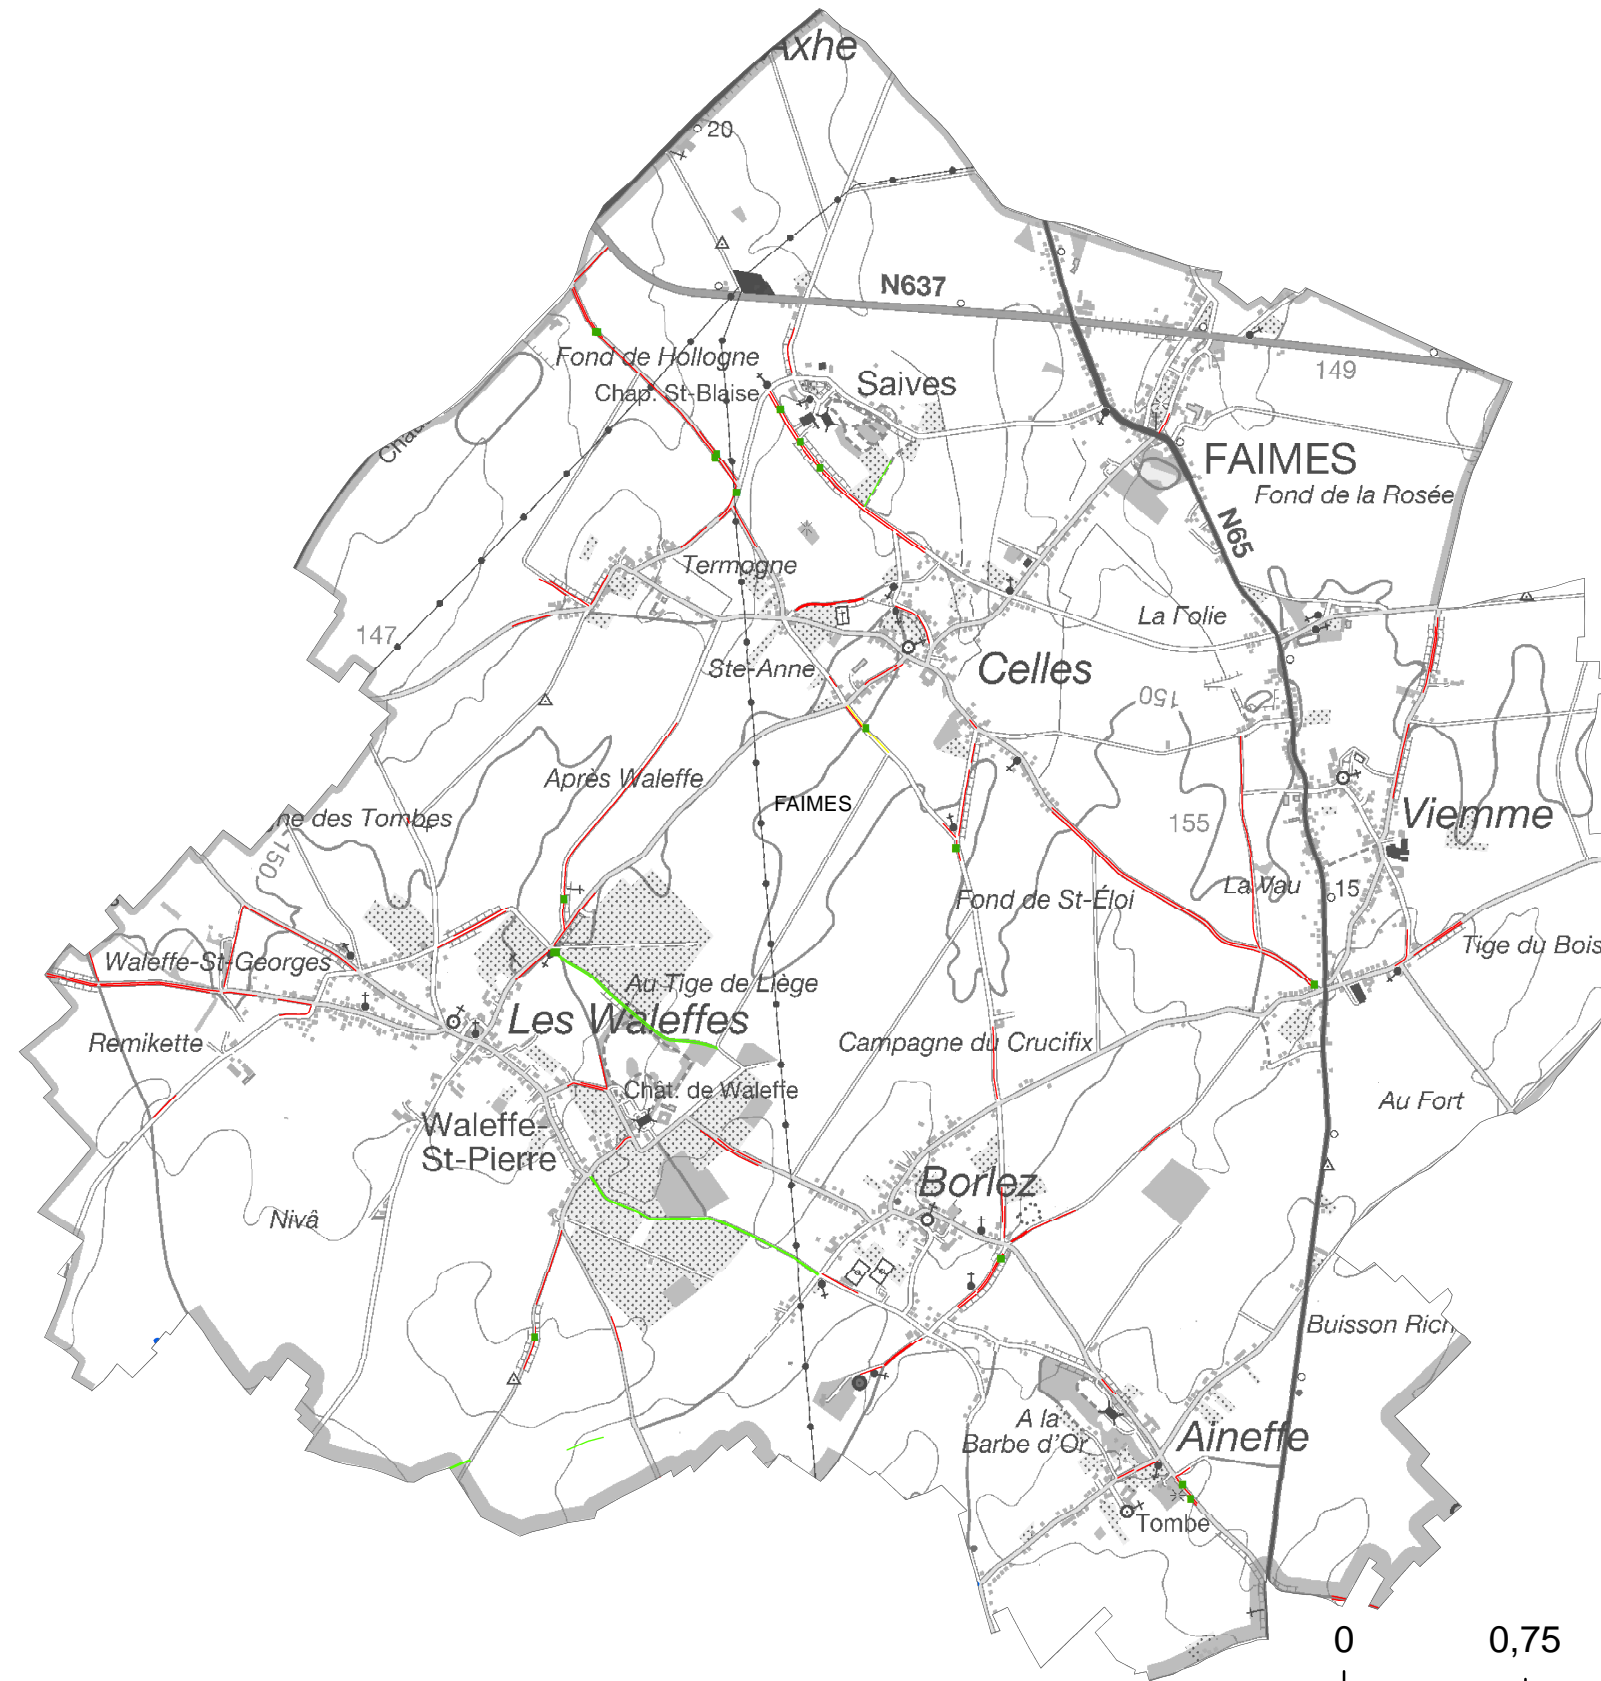 Axhe
20
N637
149
Fond de Hollogne
Chap. St-Blaise
Saives
FAIMES
Fond de la Rosée
N65
Termogne
147
La Folie
Ste-Anne
Celles
150
Après Waleffe
FAIMES
ne des Tombes
155
Viemme
150
La Vau
15
Fond de St-Éloi
Waleffe-St-Georges
Tige du Bois
Au Tige de Liège
Les Waleffes
Remikette
Campagne du Crucifix
Chât. de Waleffe
Au Fort
Waleffe-
St-Pierre
Borlez
Nivâ
Buisson Rich
A la
Barbe d'Or
Aineffe
Tombe
0 0,75